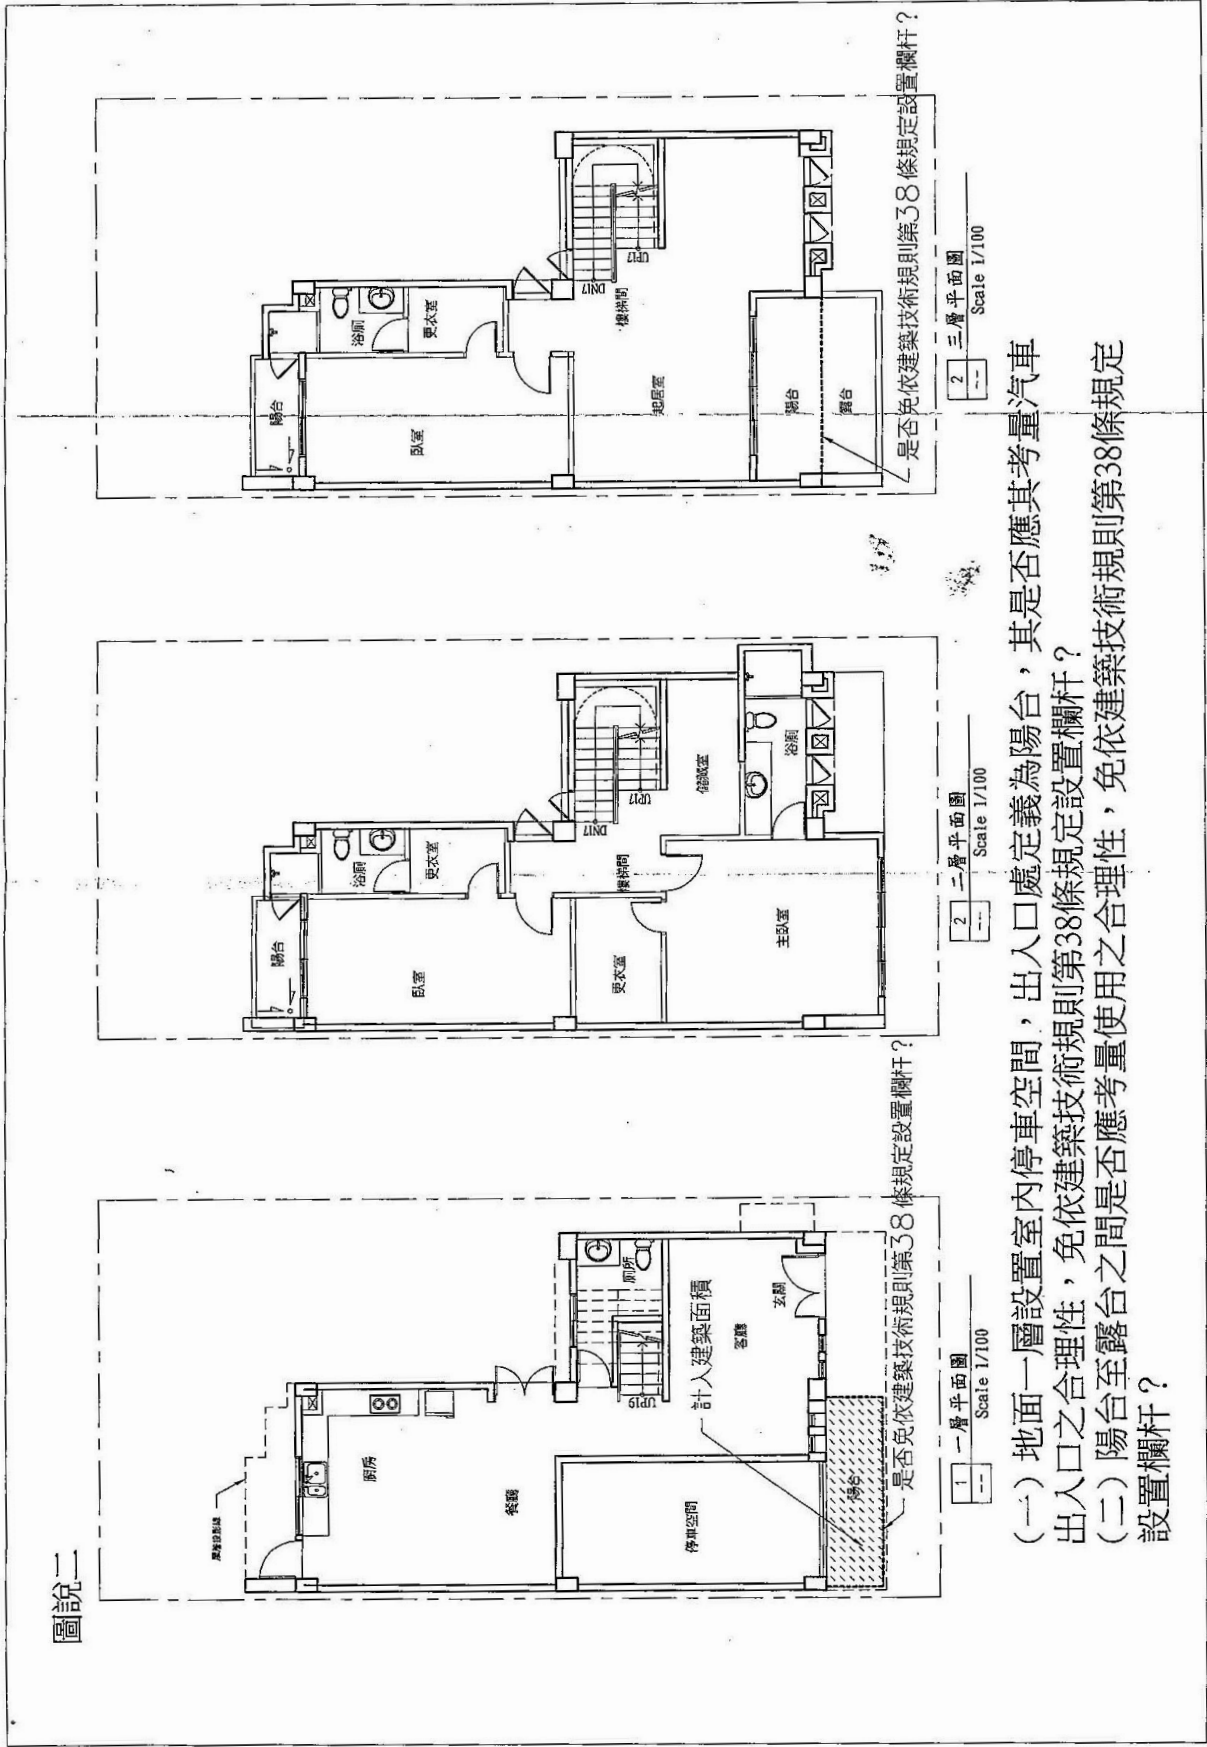 圖說二
屋簷投影線
廚房
餐廳
停車空間
廁所
UP19
計入建築面積
客廳
玄關
陽台
是否免依建築技術規則第38條規定設置欄杆？
1
--
一層平面圖
Scale 1/100
陽台
浴廁
更衣室
臥室
DN17
UP17
樓梯間
儲藏室
更衣室
浴廁
主臥室
2
--
二層平面圖
Scale 1/100
陽台
浴廁
更衣室
臥室
DN17
UP17
樓梯間
起居室
陽台
露台
是否免依建築技術規則第38條規定設置欄杆？
2
--
三層平面圖
Scale 1/100
(一) 地面一層設置室內停車空間，出入口處定義為陽台，其是否應其考量汽車
出入口之合理性，免依建築技術規則第38條規定設置欄杆？
(二) 陽台至露台之間是否應考量使用之合理性，免依建築技術規則第38條規定
設置欄杆？